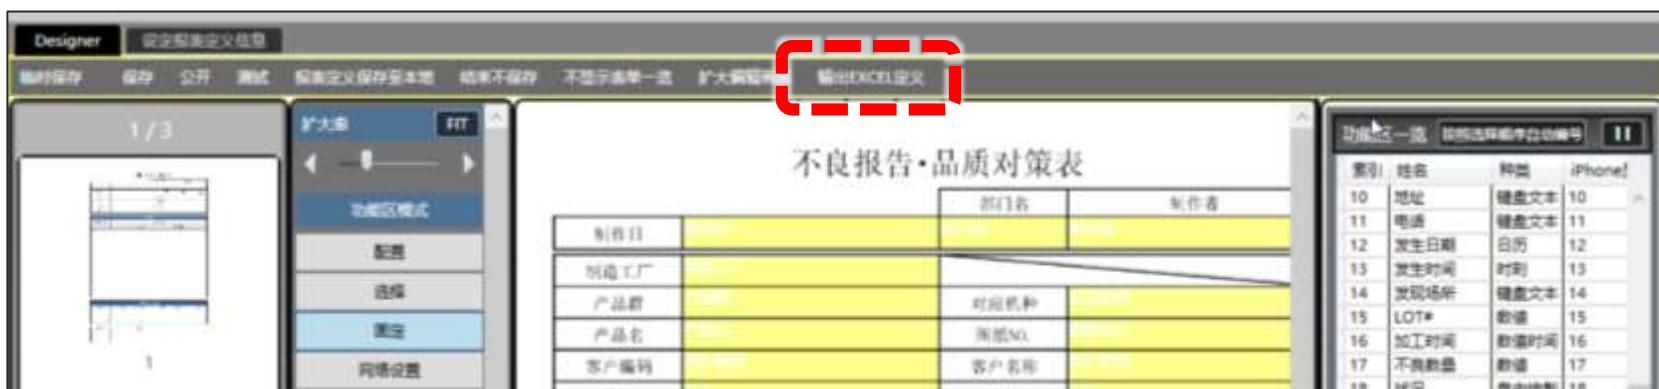 Designer 设定报表定义信息
临时保存 保存 公开 测试 报表定义保存至本地 结束不保存 不显示表单一览 扩大编辑 输出EXCEL定义
1 / 3
扩大率 FIT
功能区模式
配置
选择
固定
网络设置
1
不良报告・品质对策表
部门名 制作者
制作日
制造工厂
产品群 对应机种
产品名 图纸NO.
客户编码 客户名称
功能区一览 按照选择顺序自动编号
索引 姓名 种类 iPhone
10 地址 键盘文本 10
11 电话 键盘文本 11
12 发生日期 日历 12
13 发生时间 时刻 13
14 发现场所 键盘文本 14
15 LOT# 数值 15
16 加工时间 数值时间 16
17 不良数量 数值 17
18 状况 18